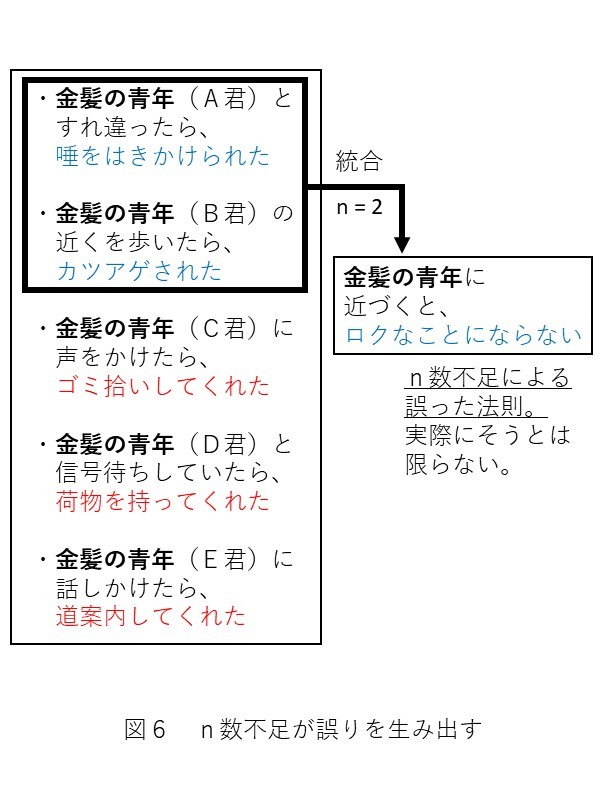 ・金髪の青年（Ａ君）と
すれ違ったら、
唾をはきかけられた
・金髪の青年（Ｂ君）の
近くを歩いたら、
カツアゲされた
・金髪の青年（Ｃ君）に
声をかけたら、
ゴミ拾いしてくれた
・金髪の青年（Ｄ君）と
信号待ちしていたら、
荷物を持ってくれた
・金髪の青年（Ｅ君）に
話しかけたら、
道案内してくれた
統合
n = 2
金髪の青年に
近づくと、
ロクなことにならない
ｎ数不足による
誤った法則。
実際にそうとは
限らない。
図６　ｎ数不足が誤りを生み出す